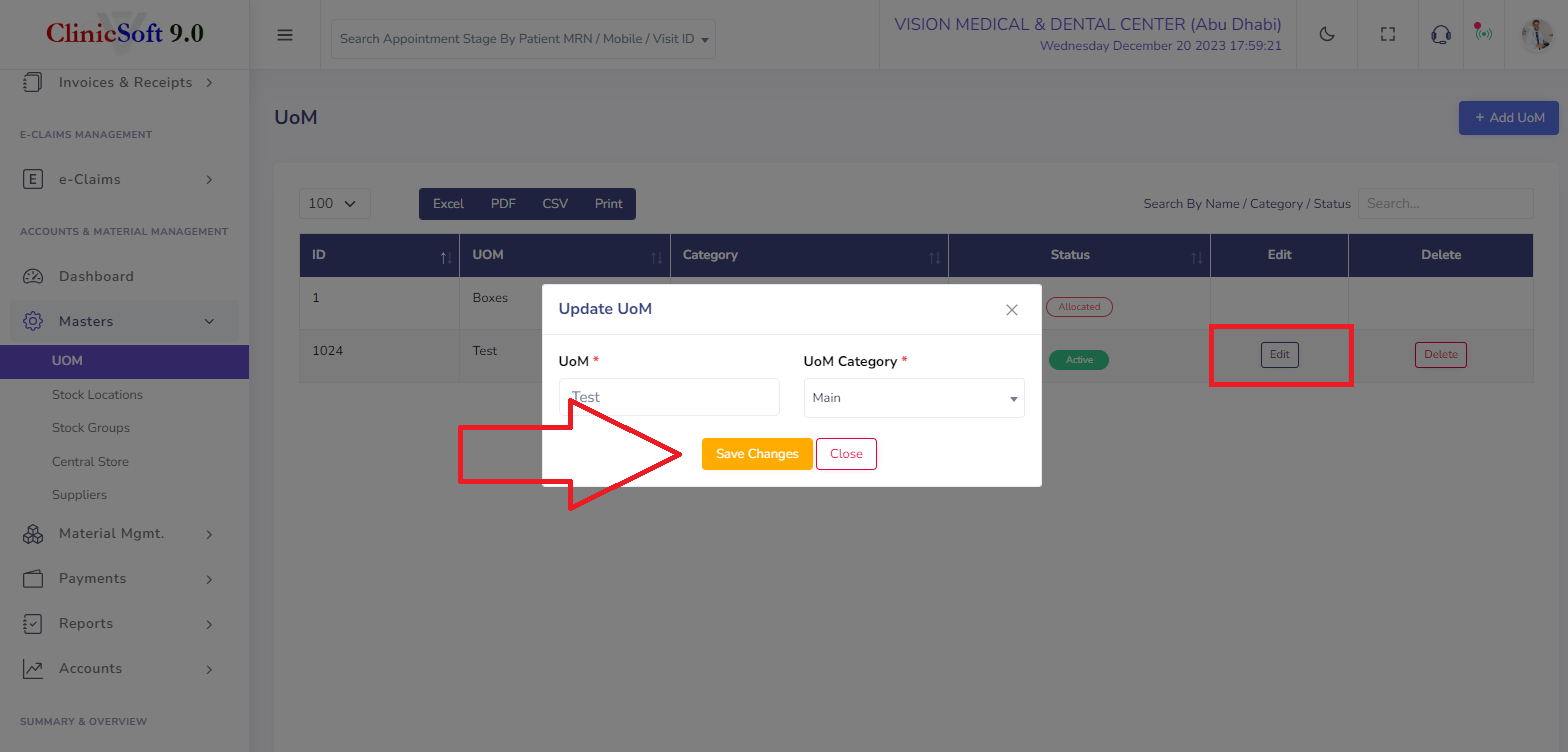 ClinicSoft 9.0
Search Appointment Stage By Patient MRN / Mobile / Visit ID
VISION MEDICAL & DENTAL CENTER (Abu Dhabi)
Wednesday December 20 2023 17:59:21
Invoices & Receipts
E-CLAIMS MANAGEMENT
E e-Claims
ACCOUNTS & MATERIAL MANAGEMENT
Dashboard
Masters
UOM
Stock Locations
Stock Groups
Central Store
Suppliers
Material Mgmt.
Payments
Reports
Accounts
SUMMARY & OVERVIEW
UoM
+ Add UoM
100
Excel PDF CSV Print
Search By Name / Category / Status Search...
ID UOM Category Status Edit Delete
1 Boxes Allocated
1024 Test Active Edit Delete
Update UoM
UoM * UoM Category *
Test Main
Save Changes Close